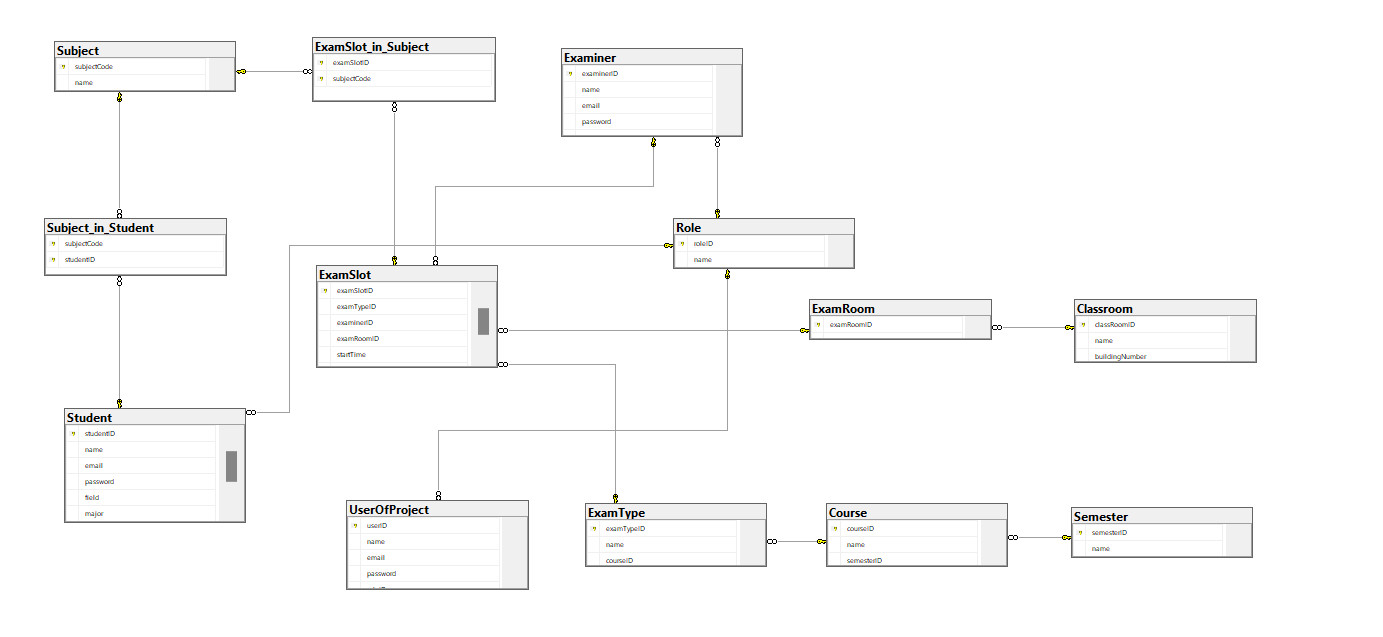 Subject
subjectCode
name
ExamSlot_in_Subject
examSlotID
subjectCode
Examiner
examinerID
name
email
password
Subject_in_Student
subjectCode
studentID
Role
roleID
name
ExamSlot
examSlotID
examTypeID
examinerID
examRoomID
startTime
ExamRoom
examRoomID
Classroom
classRoomID
name
buildingNumber
Student
studentID
name
email
password
field
major
UserOfProject
userID
name
email
password
ExamType
examTypeID
name
courseID
Course
courseID
name
semesterID
Semester
semesterID
name